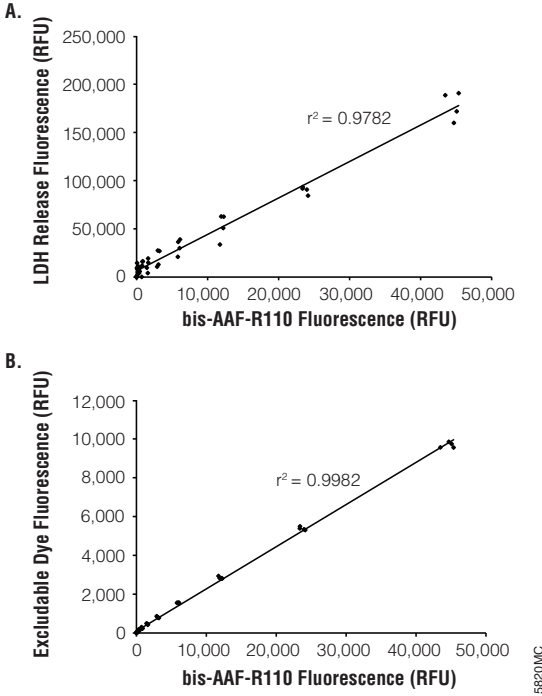 A.
LDH Release Fluorescence (RFU)
250,000
200,000
150,000
100,000
50,000
0
r² = 0.9782
0 10,000 20,000 30,000 40,000 50,000
bis-AAF-R110 Fluorescence (RFU)
B.
Excludable Dye Fluorescence (RFU)
12,000
10,000
8,000
6,000
4,000
2,000
0
r² = 0.9982
0 10,000 20,000 30,000 40,000 50,000
bis-AAF-R110 Fluorescence (RFU)
5820MC